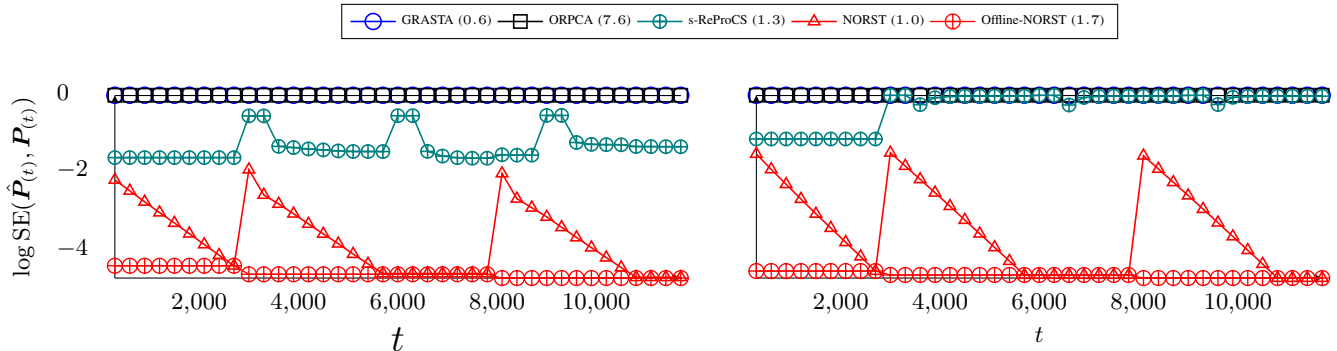 GRASTA (0.6) ORPCA (7.6) s-ReProCS (1.3) NORST (1.0) Offline-NORST (1.7)
log SE(P̂(t), P(t))
0
−2
−4
2,000 4,000 6,000 8,000 10,000
t
2,000 4,000 6,000 8,000 10,000
t